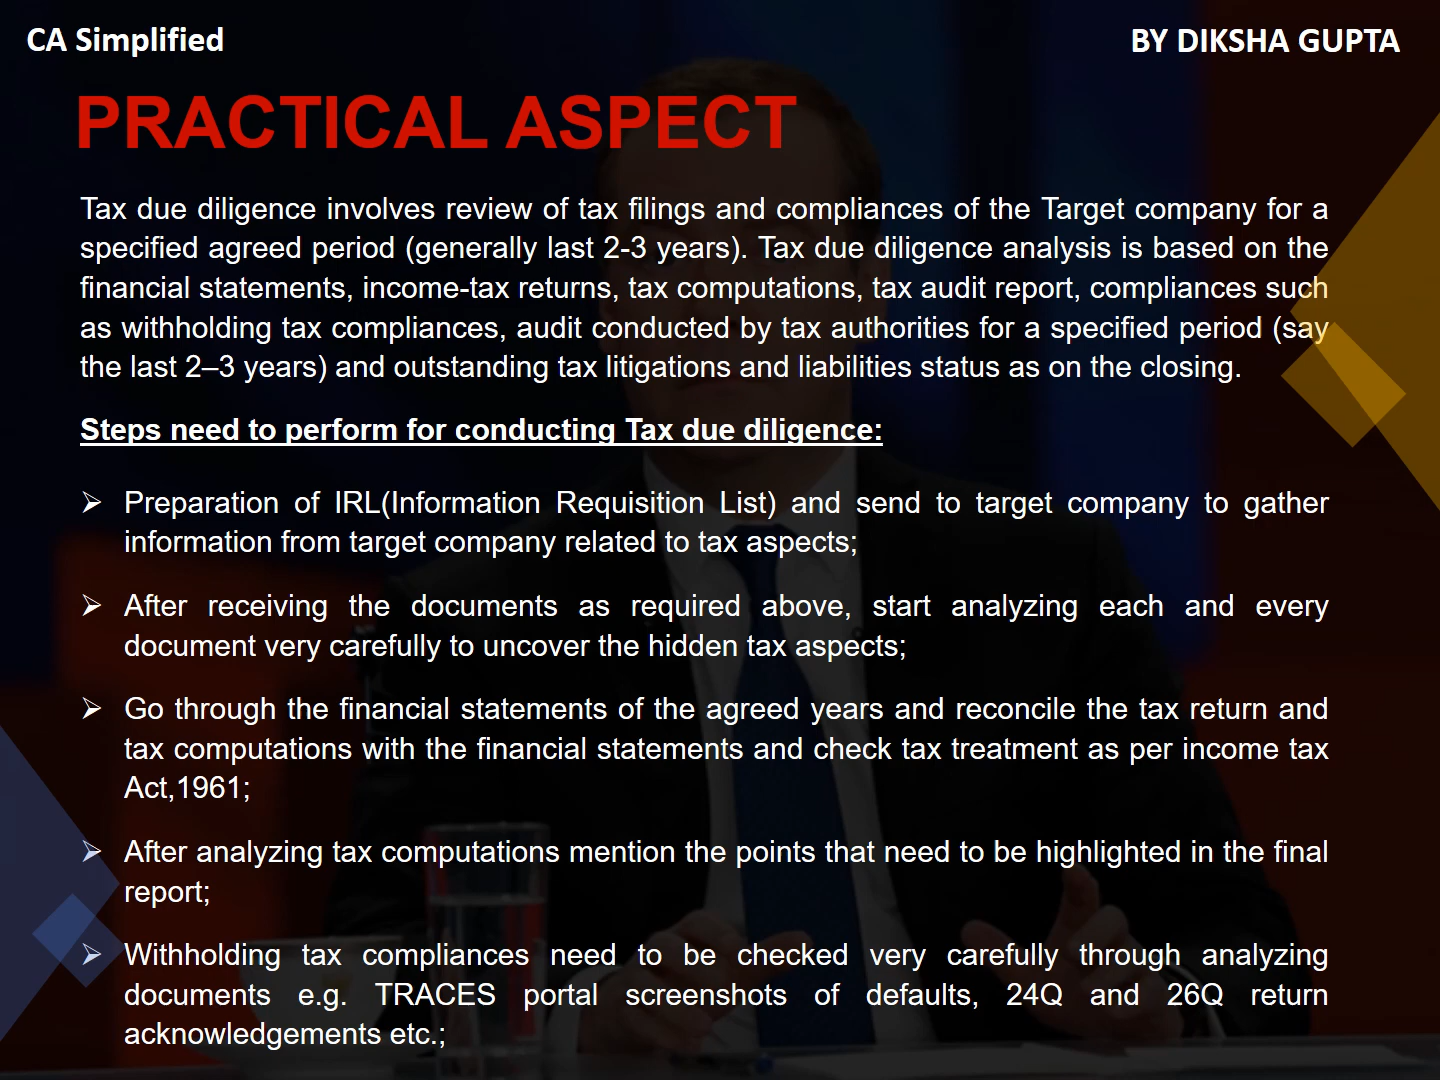 CA Simplified
BY DIKSHA GUPTA
PRACTICAL ASPECT
Tax due diligence involves review of tax filings and compliances of the Target company for a
specified agreed period (generally last 2-3 years). Tax due diligence analysis is based on the
financial statements, income-tax returns, tax computations, tax audit report, compliances such
as withholding tax compliances, audit conducted by tax authorities for a specified period (say
the last 2–3 years) and outstanding tax litigations and liabilities status as on the closing.
Steps need to perform for conducting Tax due diligence:
➢ Preparation of IRL(Information Requisition List) and send to target company to gather
information from target company related to tax aspects;
➢ After receiving the documents as required above, start analyzing each and every
document very carefully to uncover the hidden tax aspects;
➢ Go through the financial statements of the agreed years and reconcile the tax return and
tax computations with the financial statements and check tax treatment as per income tax
Act,1961;
➢ After analyzing tax computations mention the points that need to be highlighted in the final
report;
➢ Withholding tax compliances need to be checked very carefully through analyzing
documents e.g. TRACES portal screenshots of defaults, 24Q and 26Q return
acknowledgements etc.;